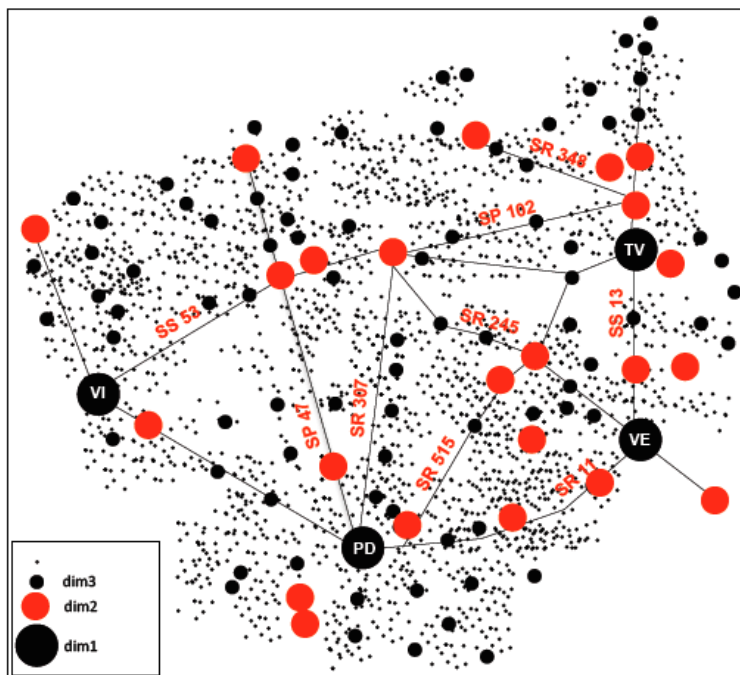 SR 348
SP 102
TV
SS 53
SR 245
SS 13
VI
SP 47
SR 307
SR 515
VE
SR 11
PD
dim3
dim2
dim1